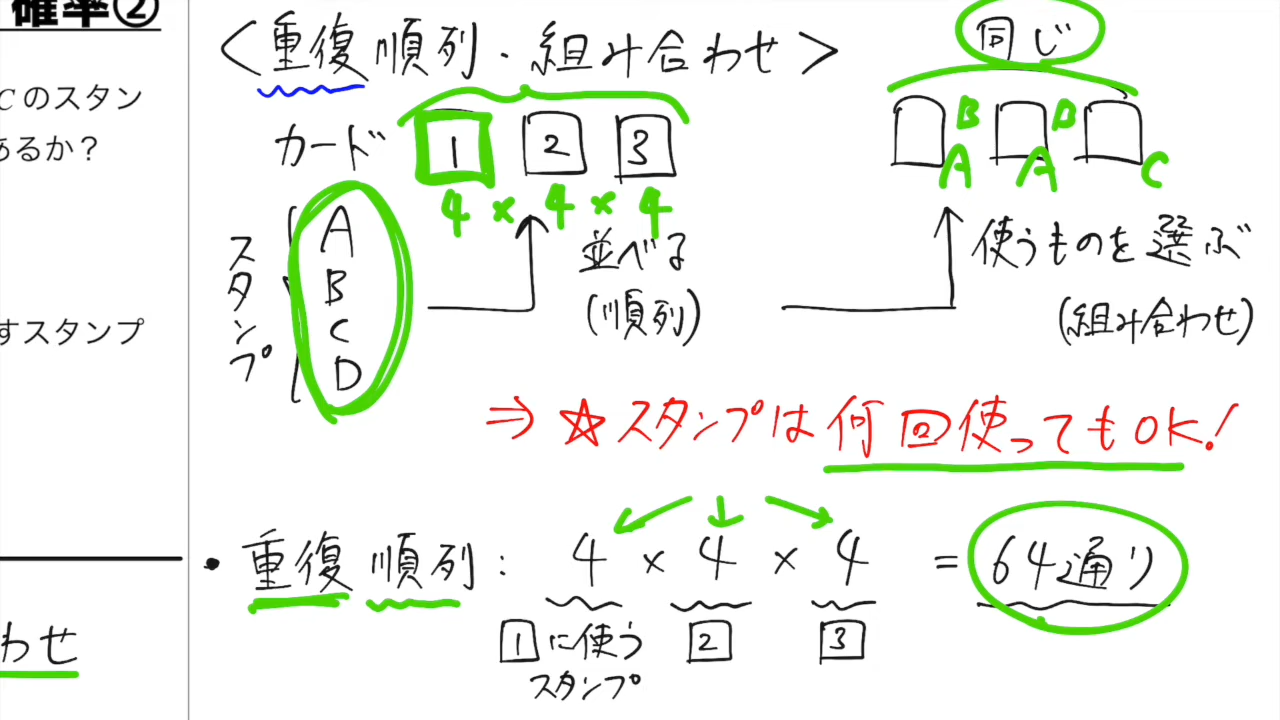 確率②
Cのスタン
あるか？
すスタンプ
わせ
＜重復順列・組み合わせ＞
同じ
カード 1 2 3
B B
A A C
4 × 4 × 4
スタンプ
A
B
C
D
並べる
(順列)
使うものを選ぶ
(組み合わせ)
⇒ ☆スタンプは何回使ってもOK!
・重復順列: 4 × 4 × 4 = 64通り
1に使う 2 3
スタンプ